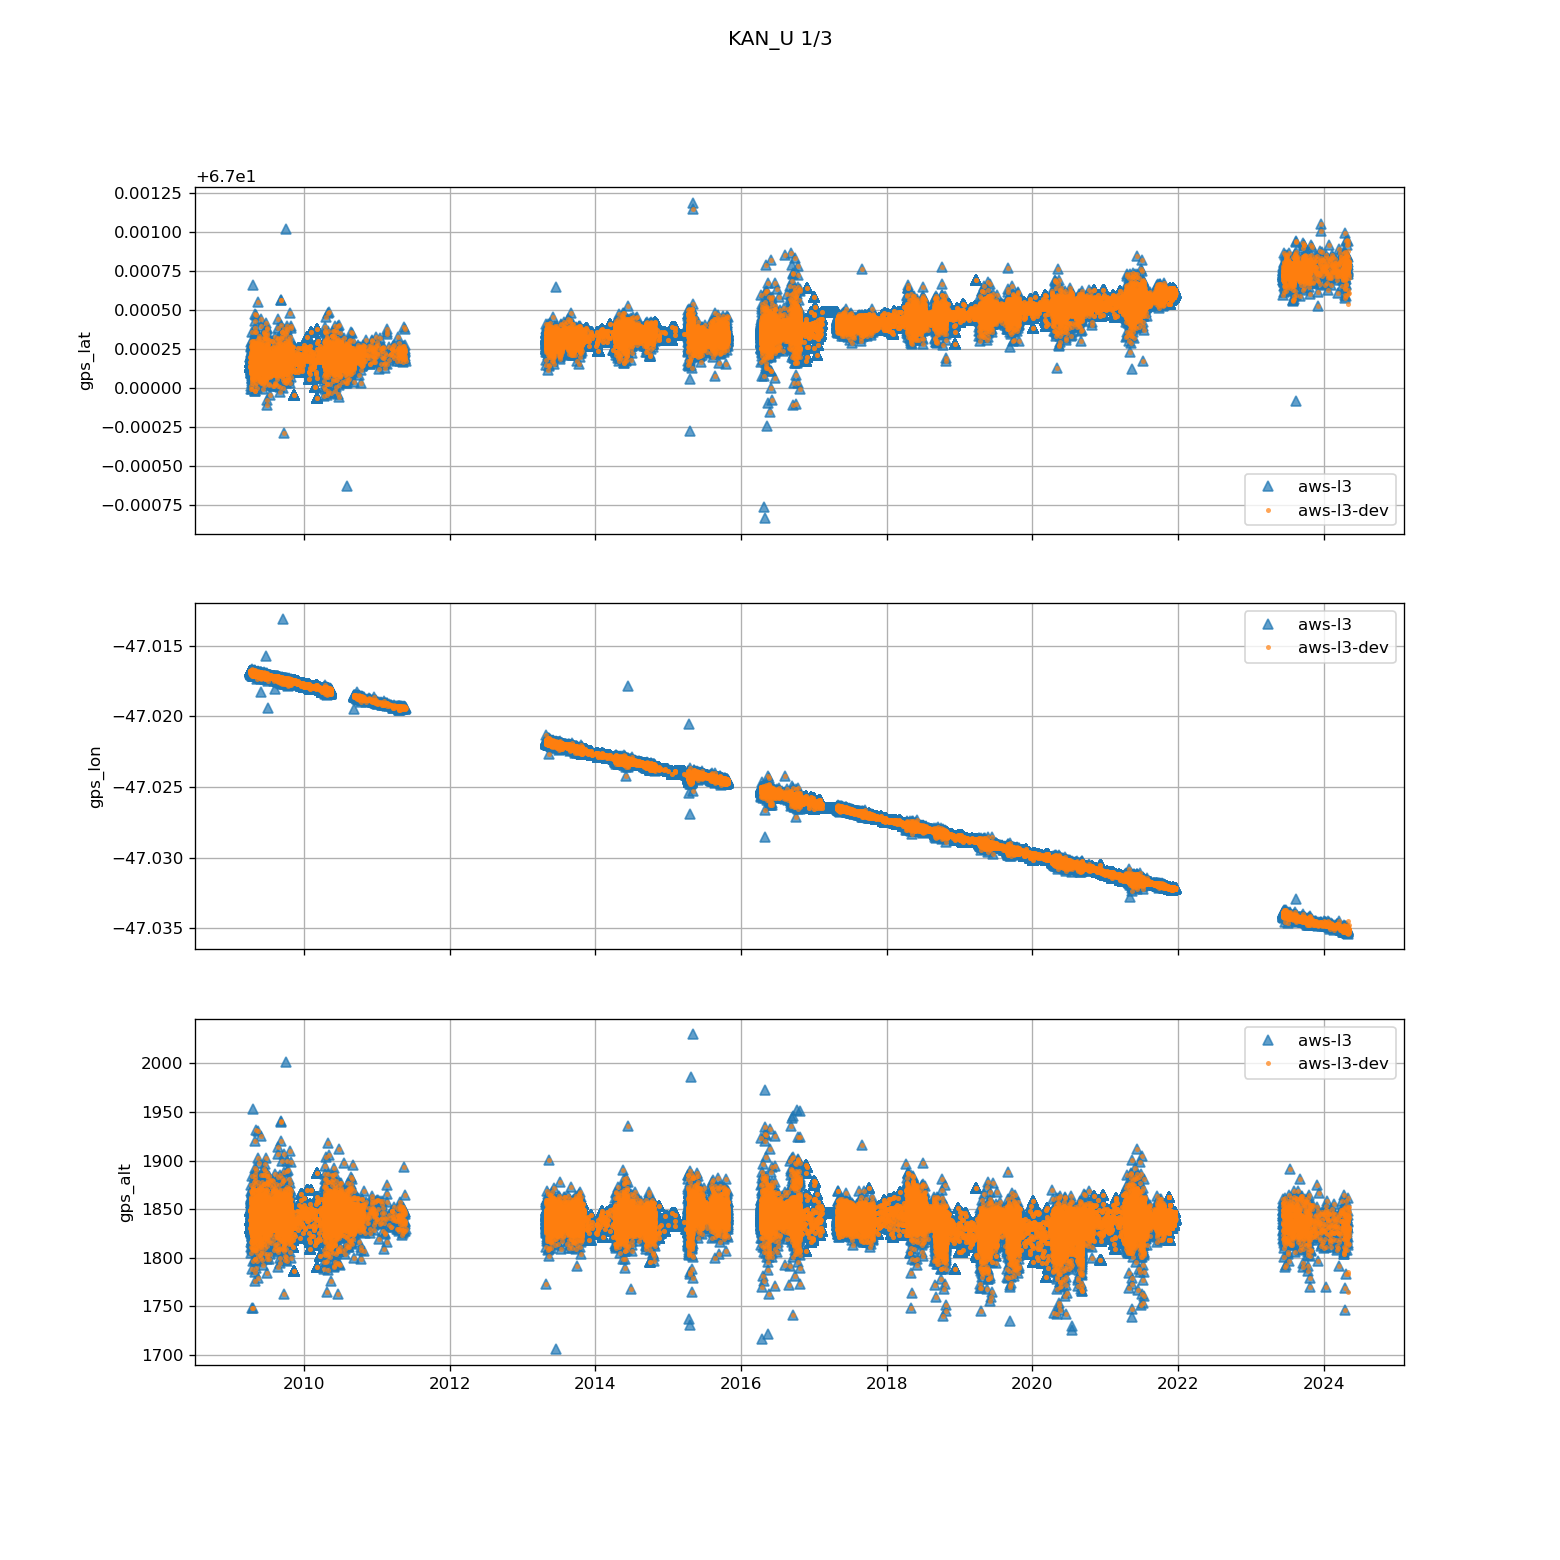 KAN_U 1/3
+6.7e1
0.00125
0.00100
0.00075
0.00050
0.00025
0.00000
−0.00025
−0.00050
−0.00075
gps_lat
aws-l3
aws-l3-dev
−47.015
−47.020
−47.025
−47.030
−47.035
gps_lon
aws-l3
aws-l3-dev
2000
1950
1900
1850
1800
1750
1700
gps_alt
aws-l3
aws-l3-dev
2010 2012 2014 2016 2018 2020 2022 2024